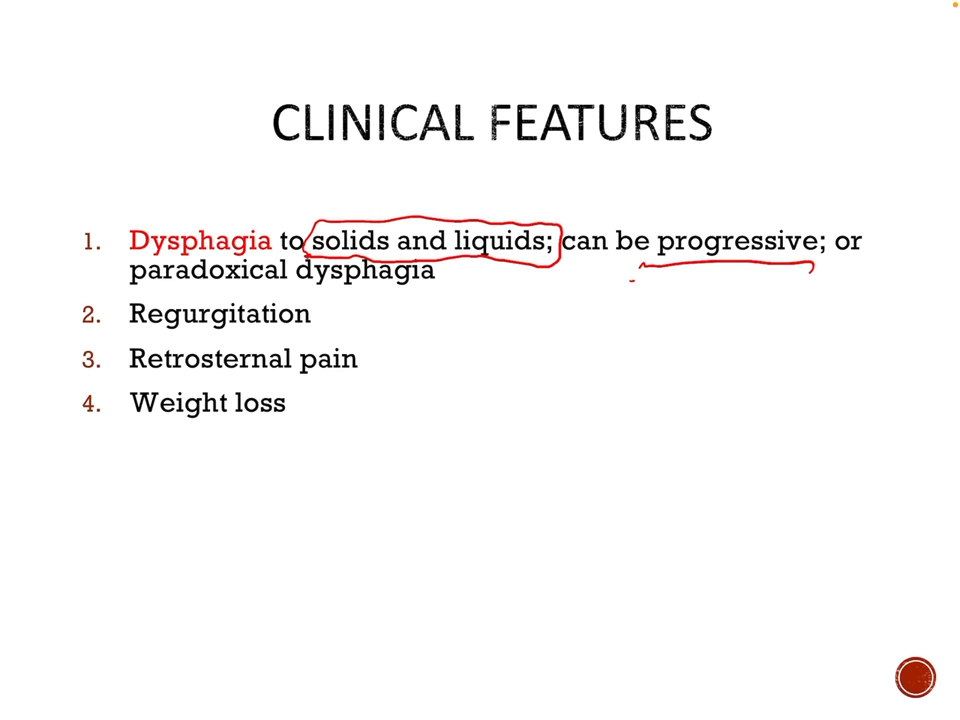 CLINICAL FEATURES
1. Dysphagia to solids and liquids; can be progressive; or
paradoxical dysphagia
2. Regurgitation
3. Retrosternal pain
4. Weight loss